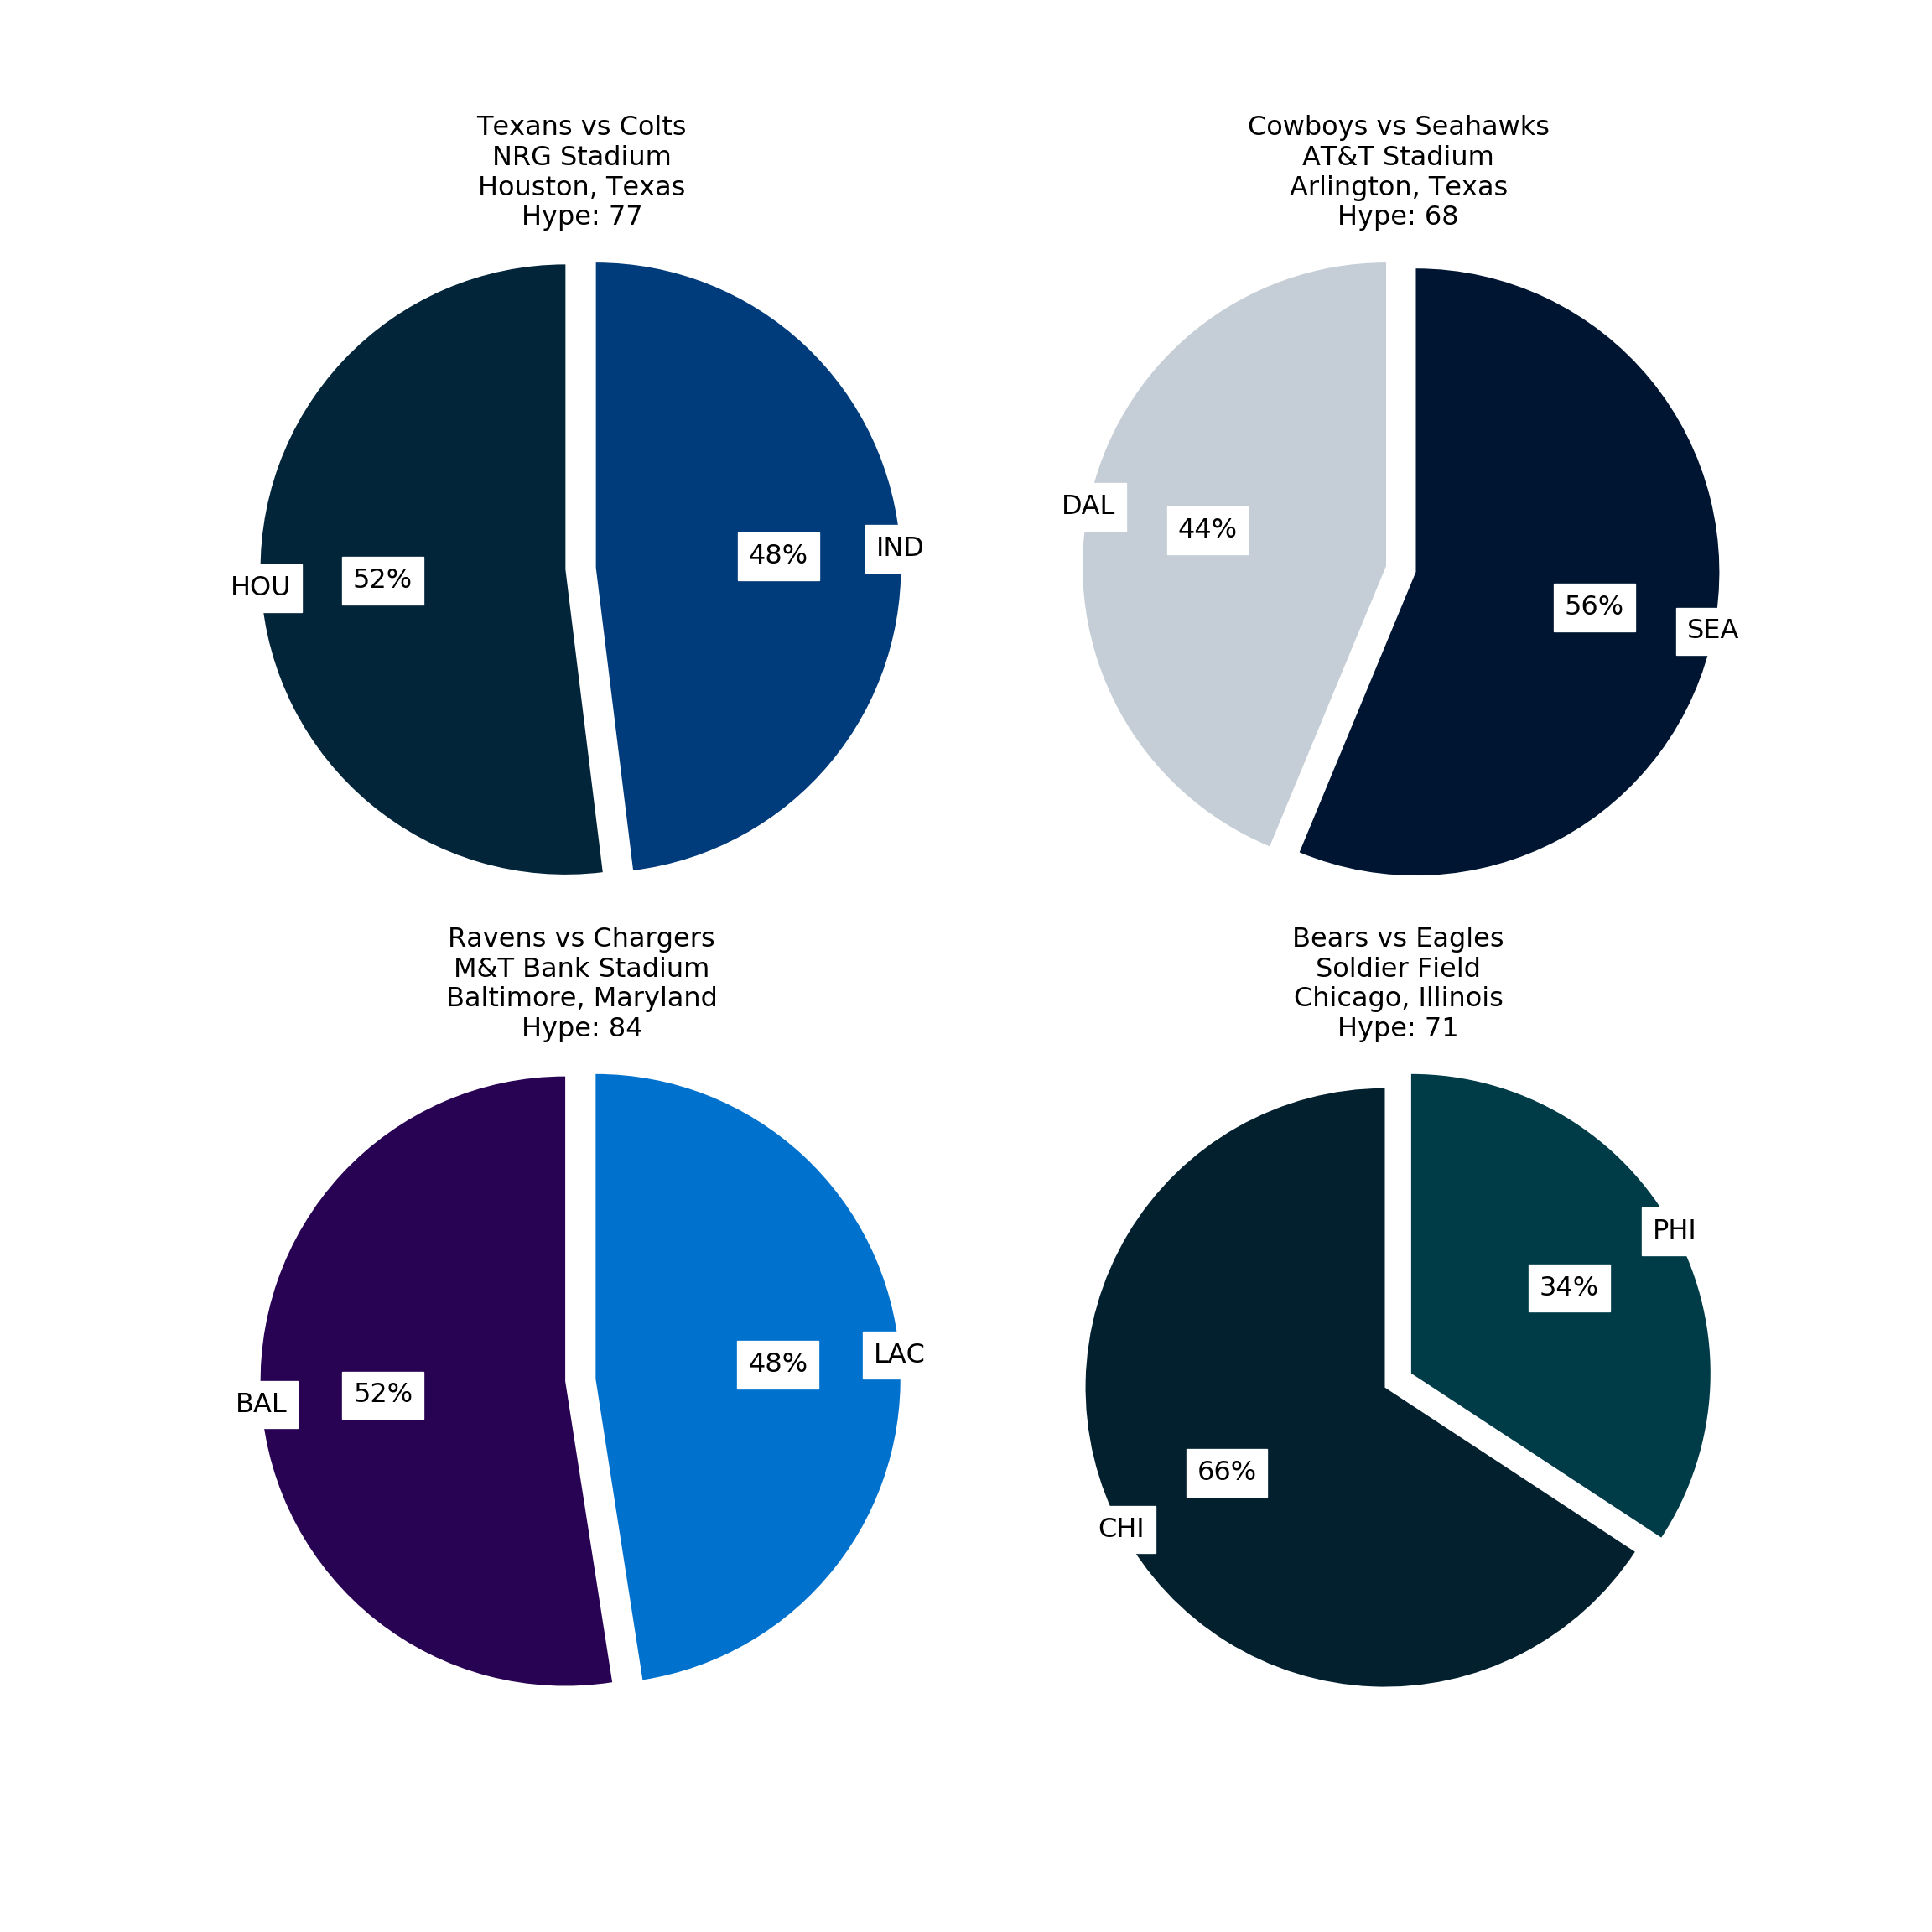 Texans vs Colts
NRG Stadium
Houston, Texas
Hype: 77
HOU
52%
48%
IND
Cowboys vs Seahawks
AT&T Stadium
Arlington, Texas
Hype: 68
DAL
44%
56%
SEA
Ravens vs Chargers
M&T Bank Stadium
Baltimore, Maryland
Hype: 84
BAL
52%
48%
LAC
Bears vs Eagles
Soldier Field
Chicago, Illinois
Hype: 71
PHI
34%
66%
CHI